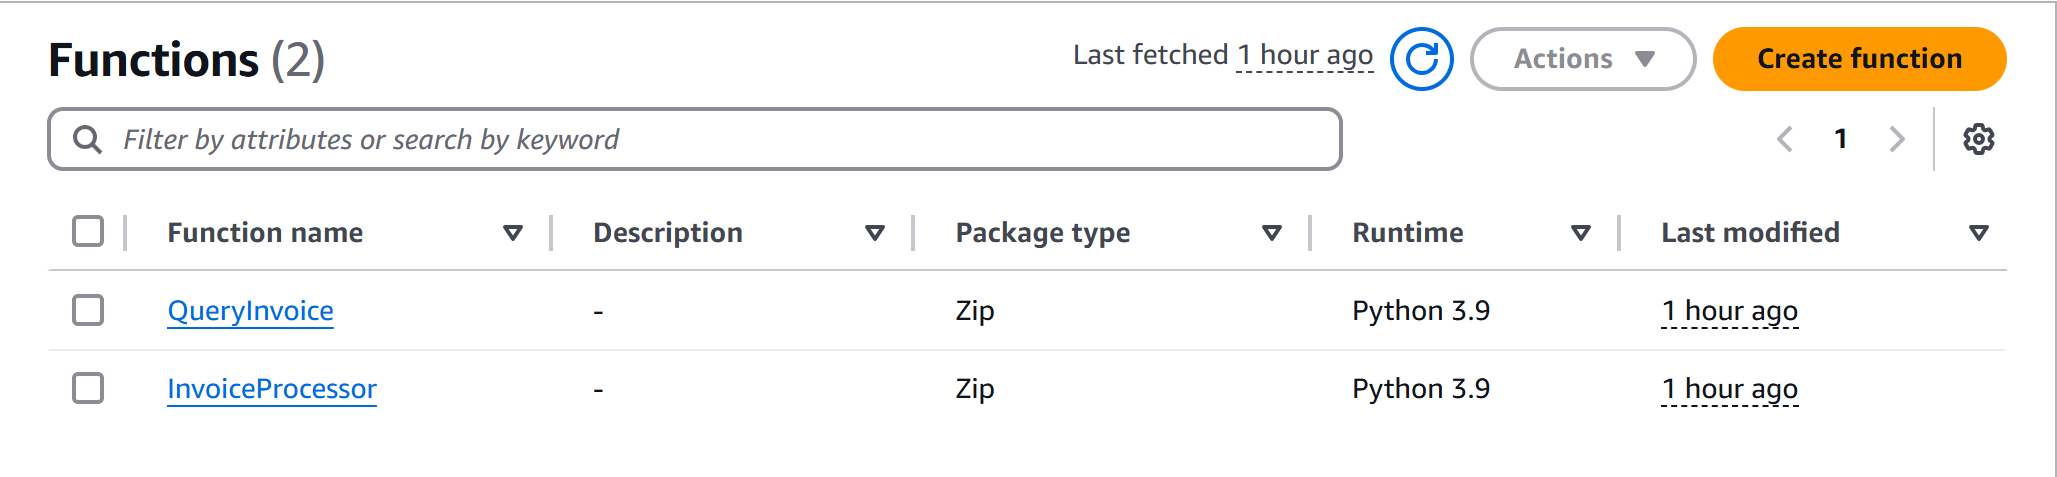 Functions (2)
Last fetched 1 hour ago
Actions
Create function
Filter by attributes or search by keyword
1
Function name Description Package type Runtime Last modified
QueryInvoice - Zip Python 3.9 1 hour ago
InvoiceProcessor - Zip Python 3.9 1 hour ago